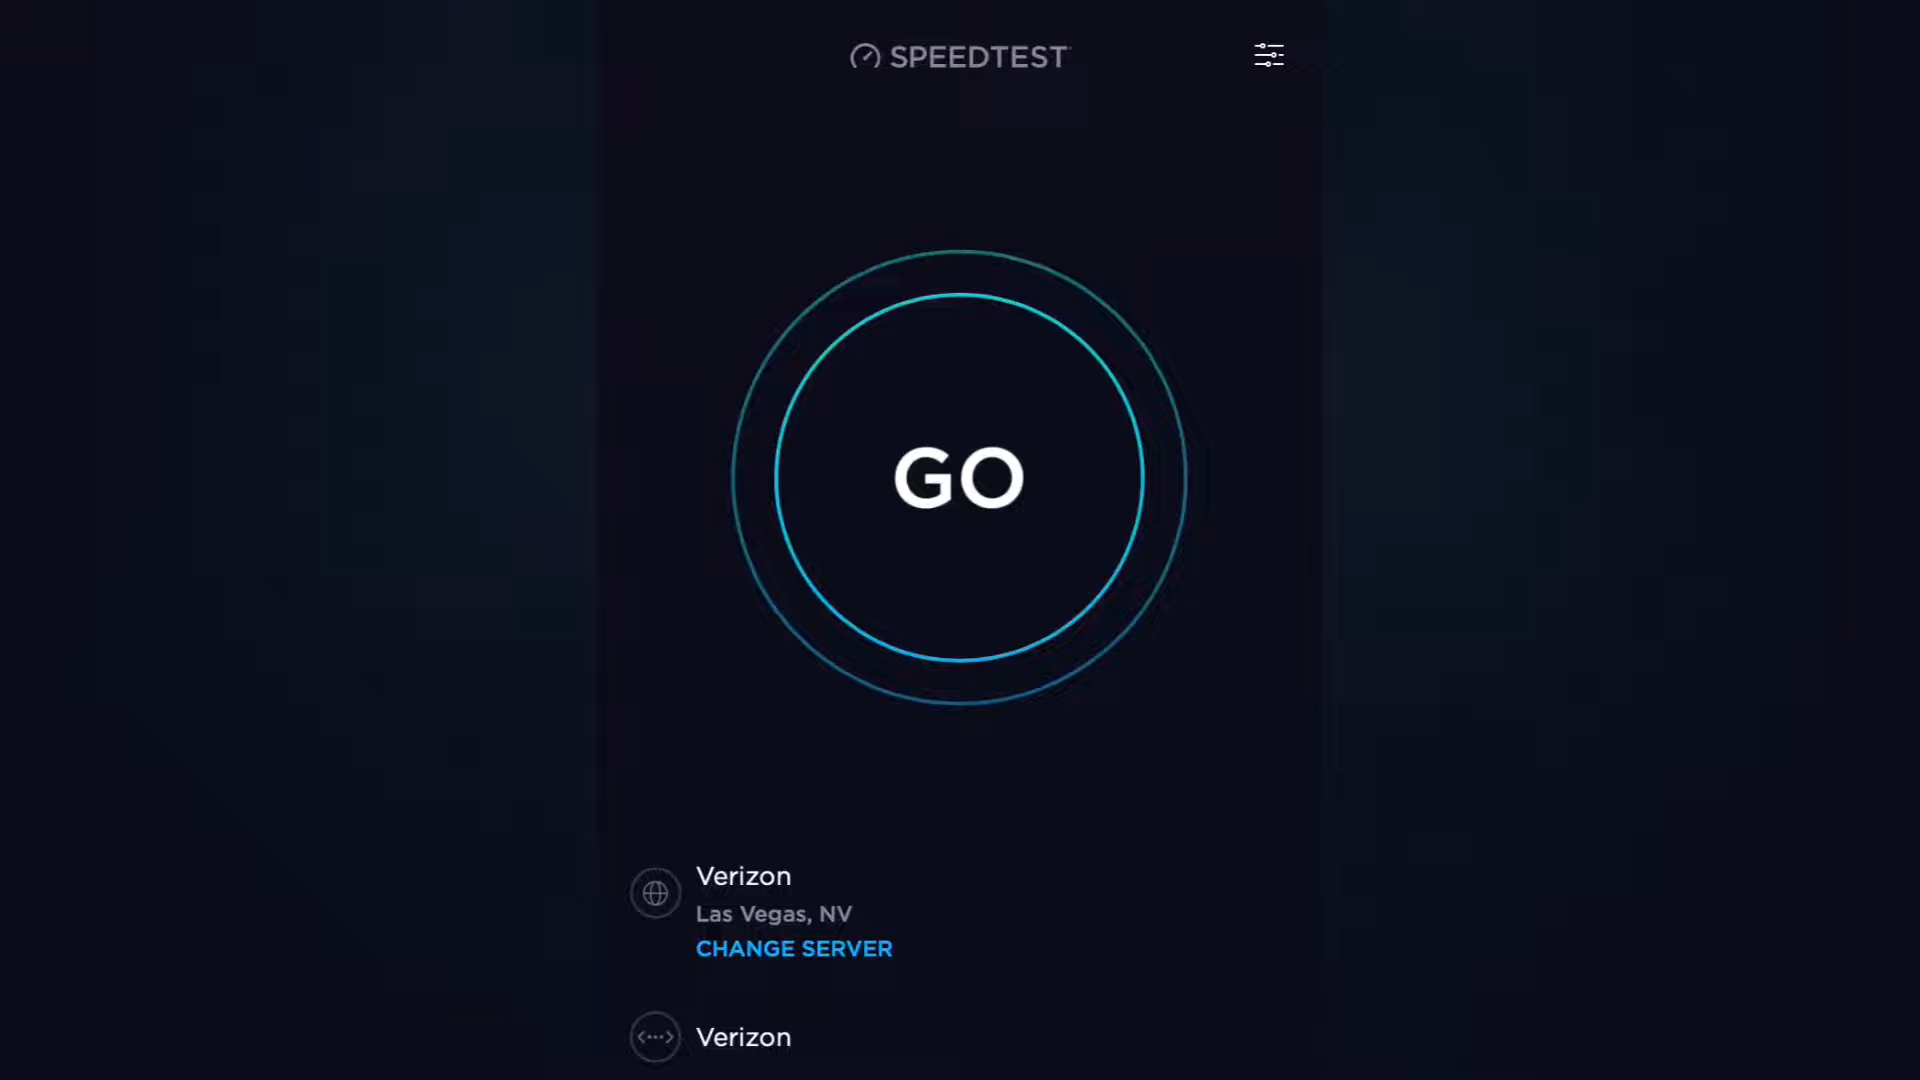 SPEEDTEST
GO
Verizon
Las Vegas, NV
CHANGE SERVER
Verizon